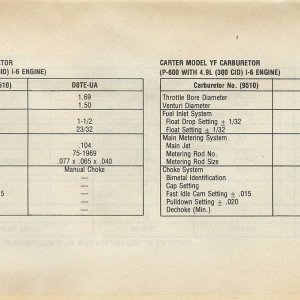 TOR
CID) I-6 ENGINE)
510) D8TE-UA
1.69
1.50
1-1/2
23/32
.104
75-1969
.077 x .065 x .040
Manual Choke
—
—
—
—
—
CARTER MODEL YF CARBURETOR
(P-600 WITH 4.9L (300 CID) I-6 ENGINE)
Carburetor No. (9510)
Throttle Bore Diameter
Venturi Diameter
Fuel Inlet System
Float Drop Setting ± 1/32
Float Setting ± 1/32
Main Metering System
Main Jet
Metering Rod No.
Metering Rod Size
Choke System
Bimetal Identification
Cap Setting
Fast Idle Cam Setting ± .015
Pulldown Setting ± .020
Dechoke (Min.)